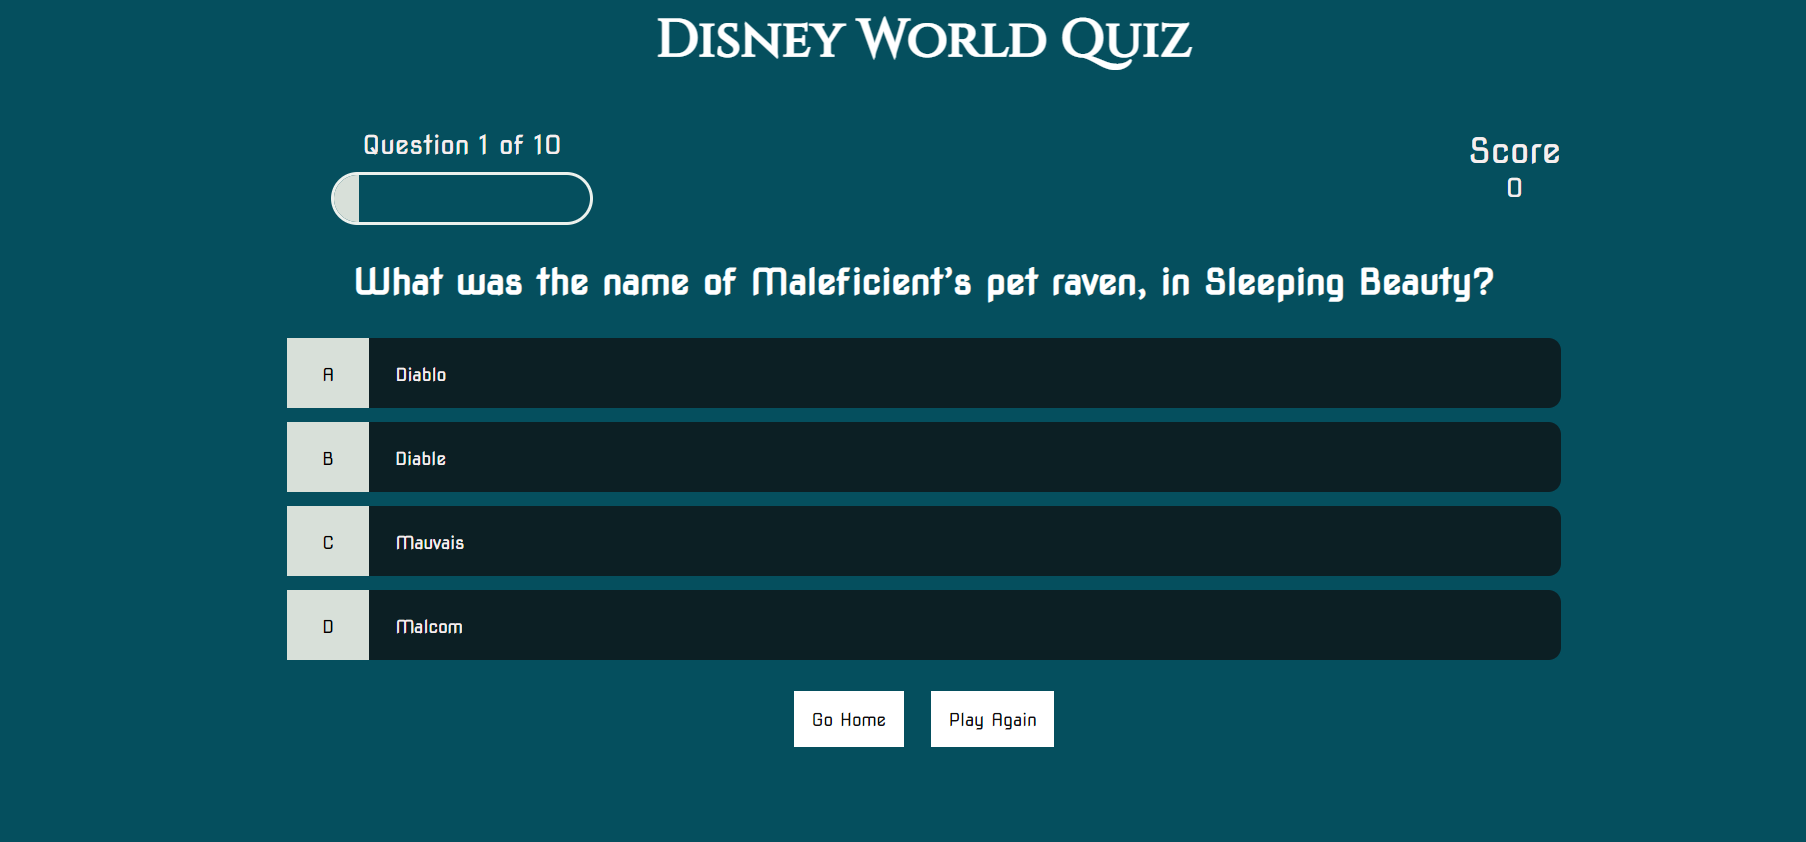 Disney World Quiz
Question 1 of 10
Score
0
What was the name of Maleficient’s pet raven, in Sleeping Beauty?
A Diablo
B Diable
C Mauvais
D Malcom
Go Home Play Again